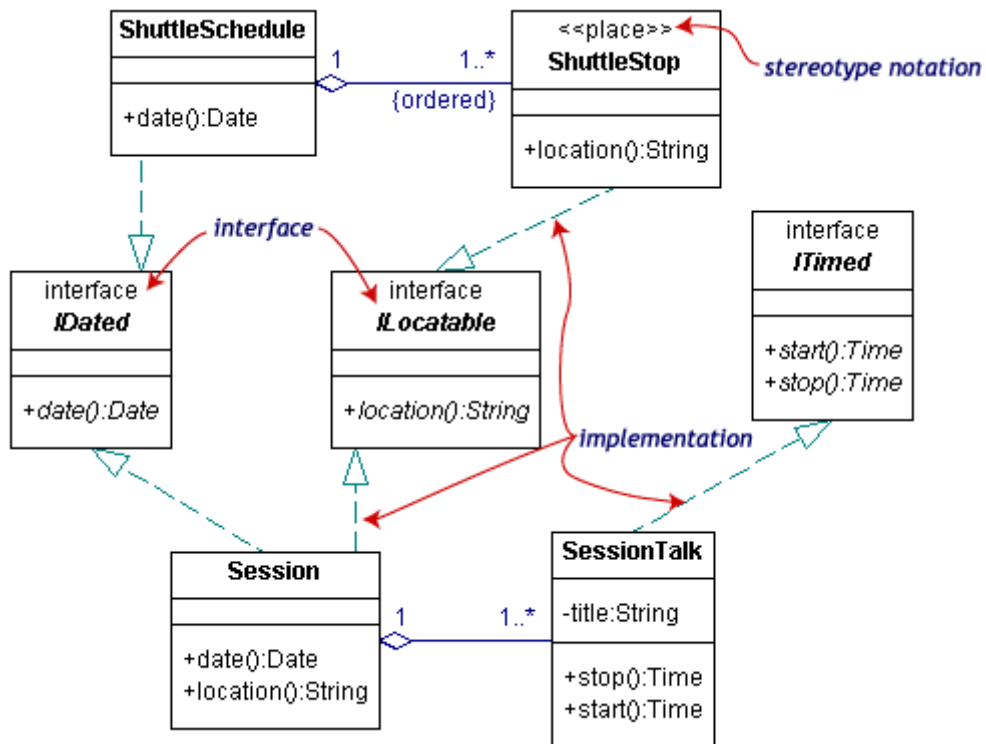 ShuttleSchedule
+date():Date
1
1..*
{ordered}
<<place>>
ShuttleStop
+location():String
stereotype notation
interface
interface
IDated
+date():Date
interface
ILocatable
+location():String
interface
ITimed
+start():Time
+stop():Time
implementation
Session
+date():Date
+location():String
1
1..*
SessionTalk
-title:String
+stop():Time
+start():Time